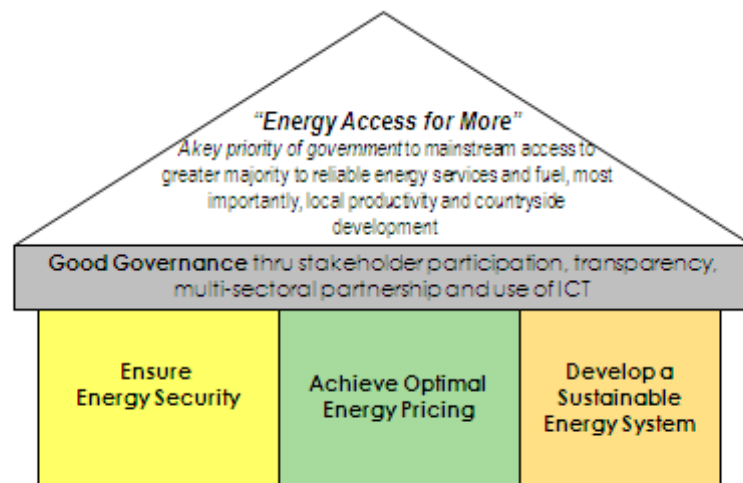 “Energy Access for More”
A key priority of government to mainstream access to
greater majority to reliable energy services and fuel, most
importantly, local productivity and countryside
development
Good Governance thru stakeholder participation, transparency,
multi-sectoral partnership and use of ICT
Ensure
Energy Security
Achieve Optimal
Energy Pricing
Develop a
Sustainable
Energy System